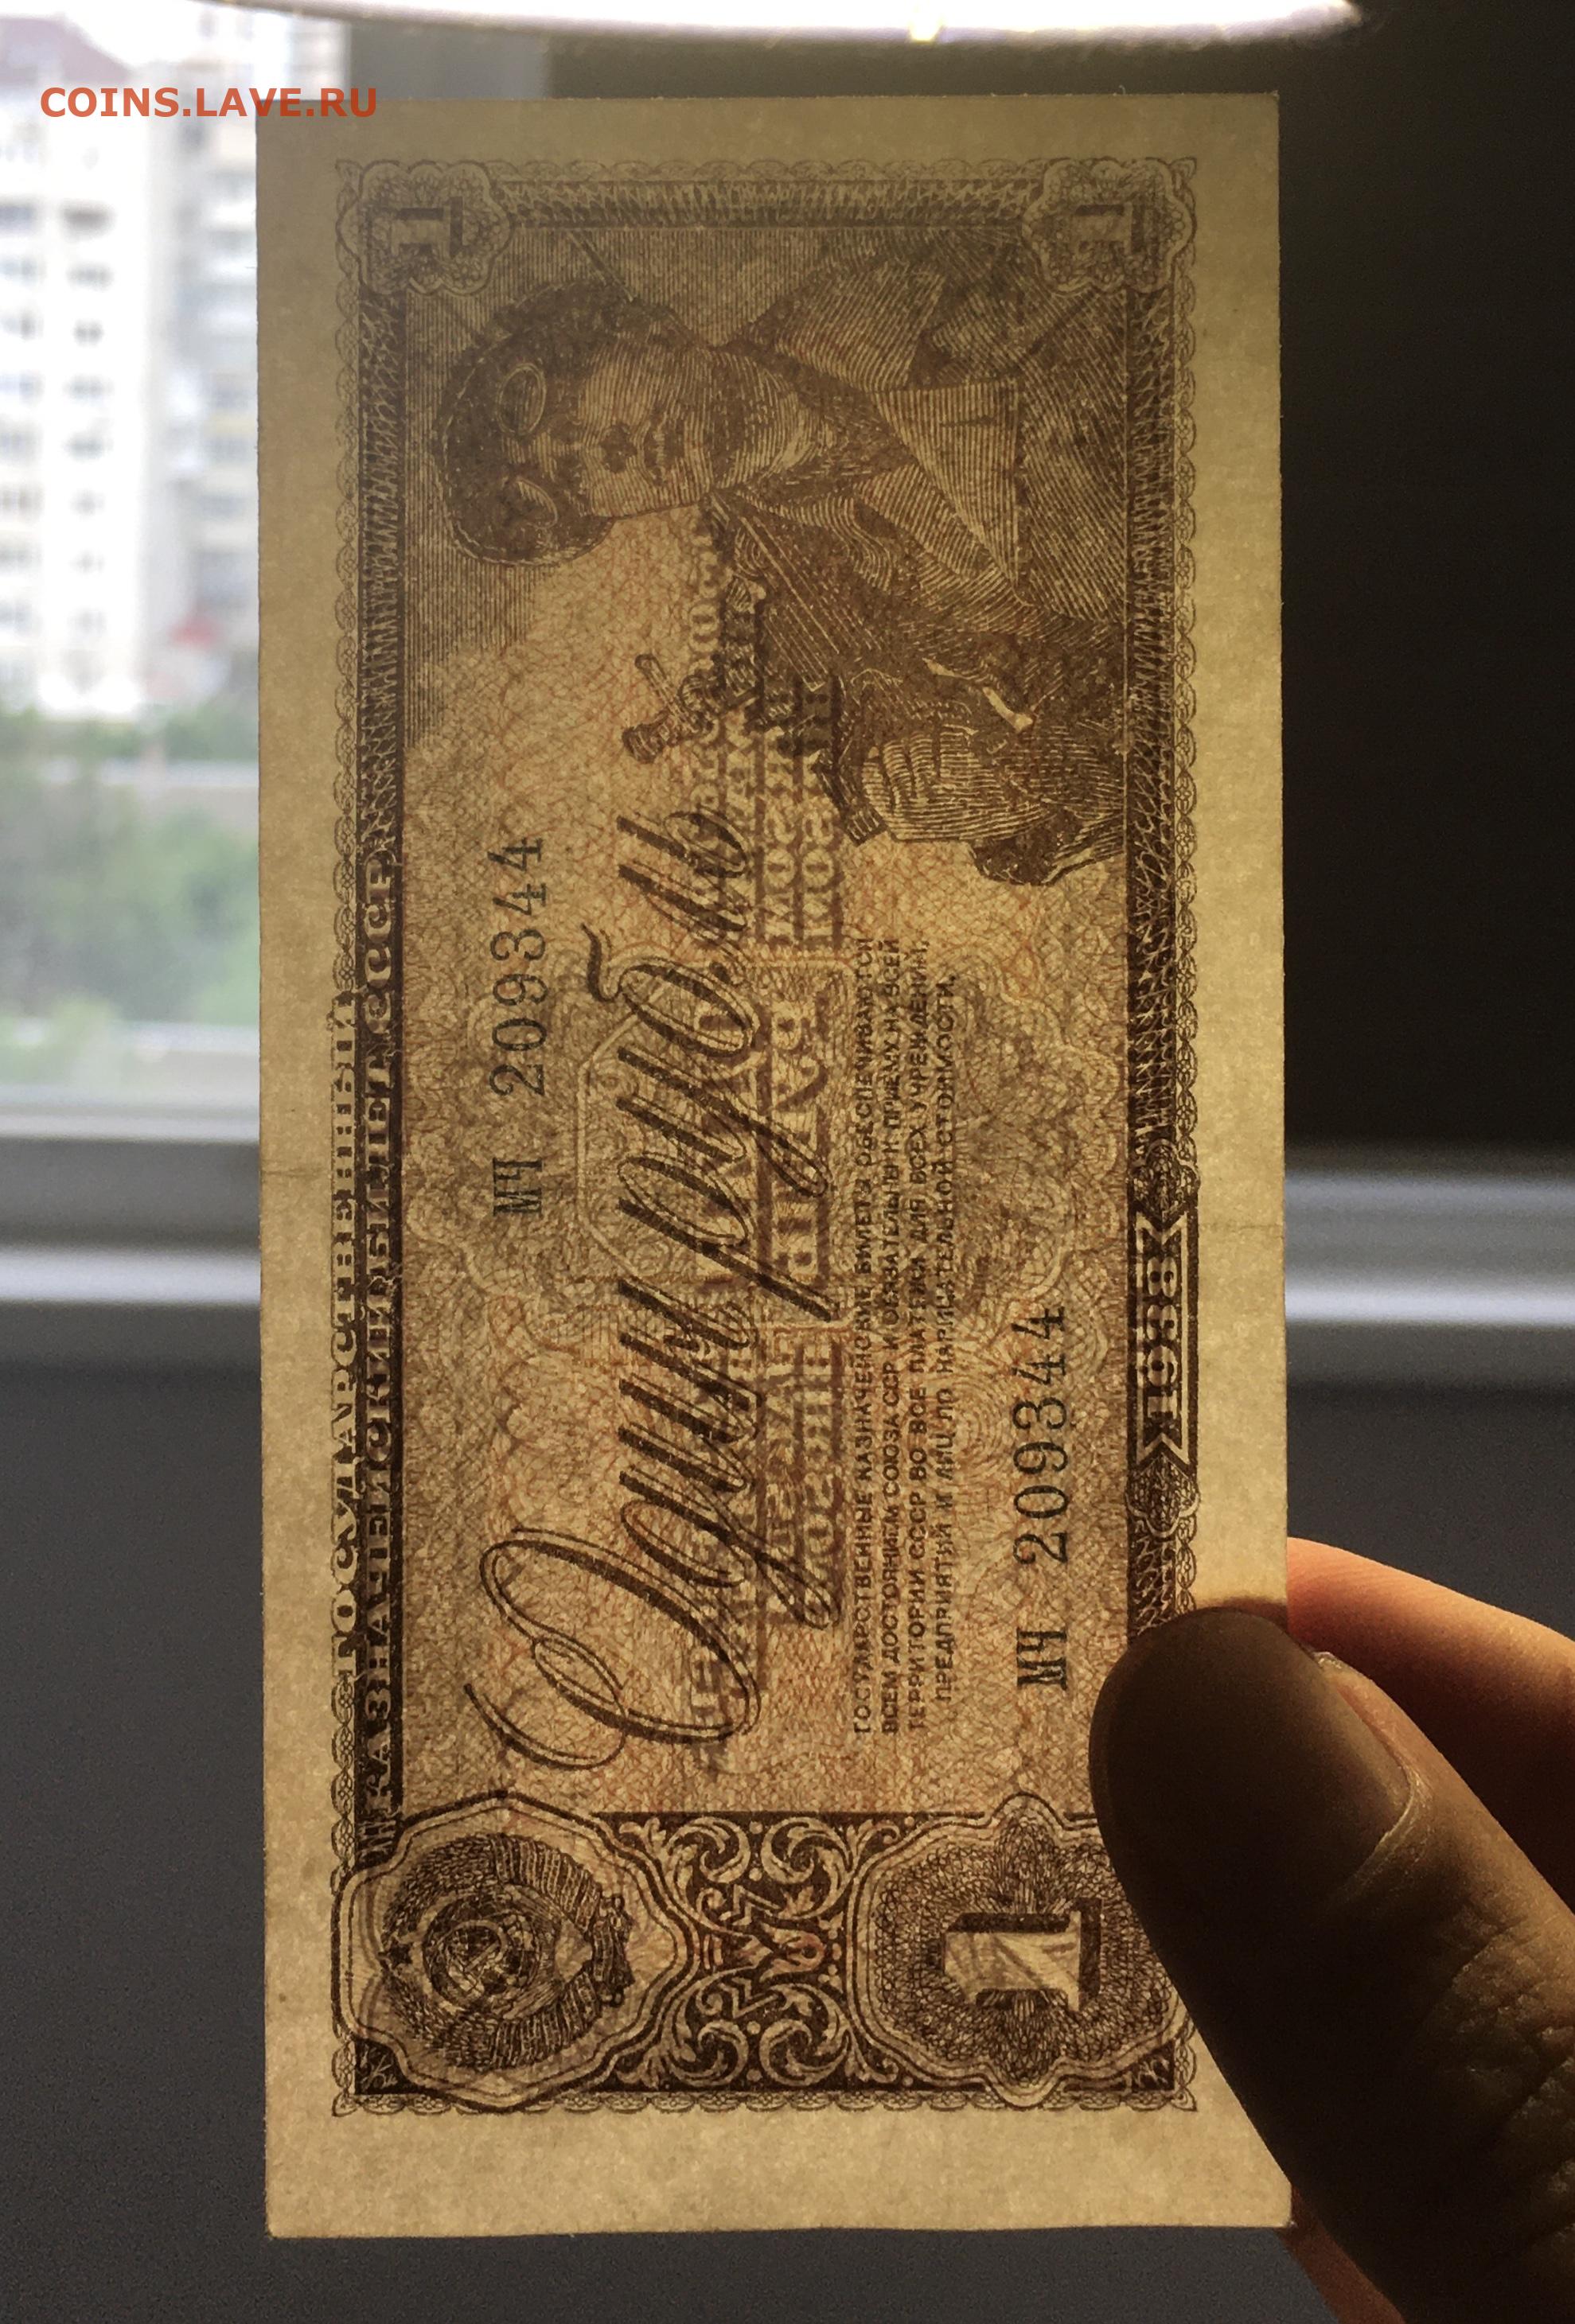 COINS.LAVE.RU
1
1
ГОСУДАРСТВЕННЫЙ
КАЗНАЧЕЙСКИЙ БИЛЕТ СССР
МЧ 209344
Один рубль
ГОСУДАРСТВЕННЫЕ КАЗНАЧЕЙСКИЕ БИЛЕТЫ ОБЕСПЕЧИВАЮТСЯ
ВСЕМ ДОСТОЯНИЕМ СОЮЗА ССР И ОБЯЗАТЕЛЬНЫ К ПРИЕМУ НА ВСЕЙ
ТЕРРИТОРИИ СССР ВО ВСЕ ПЛАТЕЖИ ДЛЯ ВСЕХ УЧРЕЖДЕНИЙ,
ПРЕДПРИЯТИЙ И ЛИЦ ПО НАРИЦАТЕЛЬНОЙ СТОИМОСТИ.
МЧ 209344
1938
1